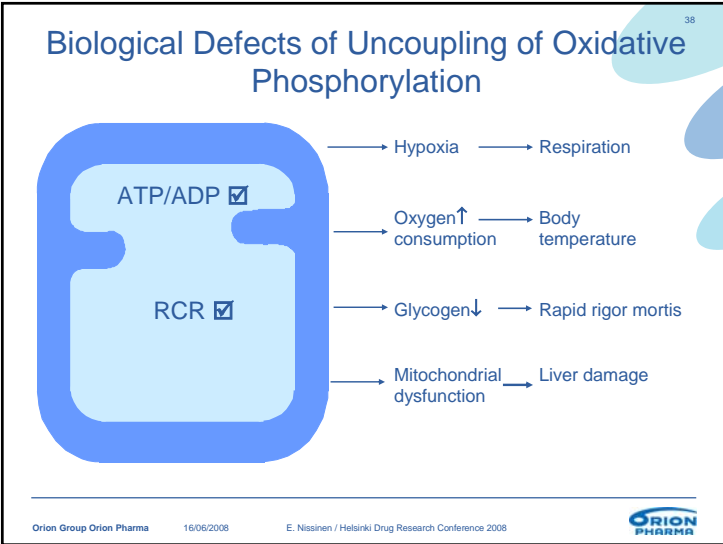 38
Biological Defects of Uncoupling of Oxidative
Phosphorylation
ATP/ADP ☑
RCR ☑
Hypoxia
Respiration
Oxygen↑
consumption
Body
temperature
Glycogen↓
Rapid rigor mortis
Mitochondrial
dysfunction
Liver damage
Orion Group Orion Pharma 16/06/2008 E. Nissinen / Helsinki Drug Research Conference 2008
ORION
PHARMA